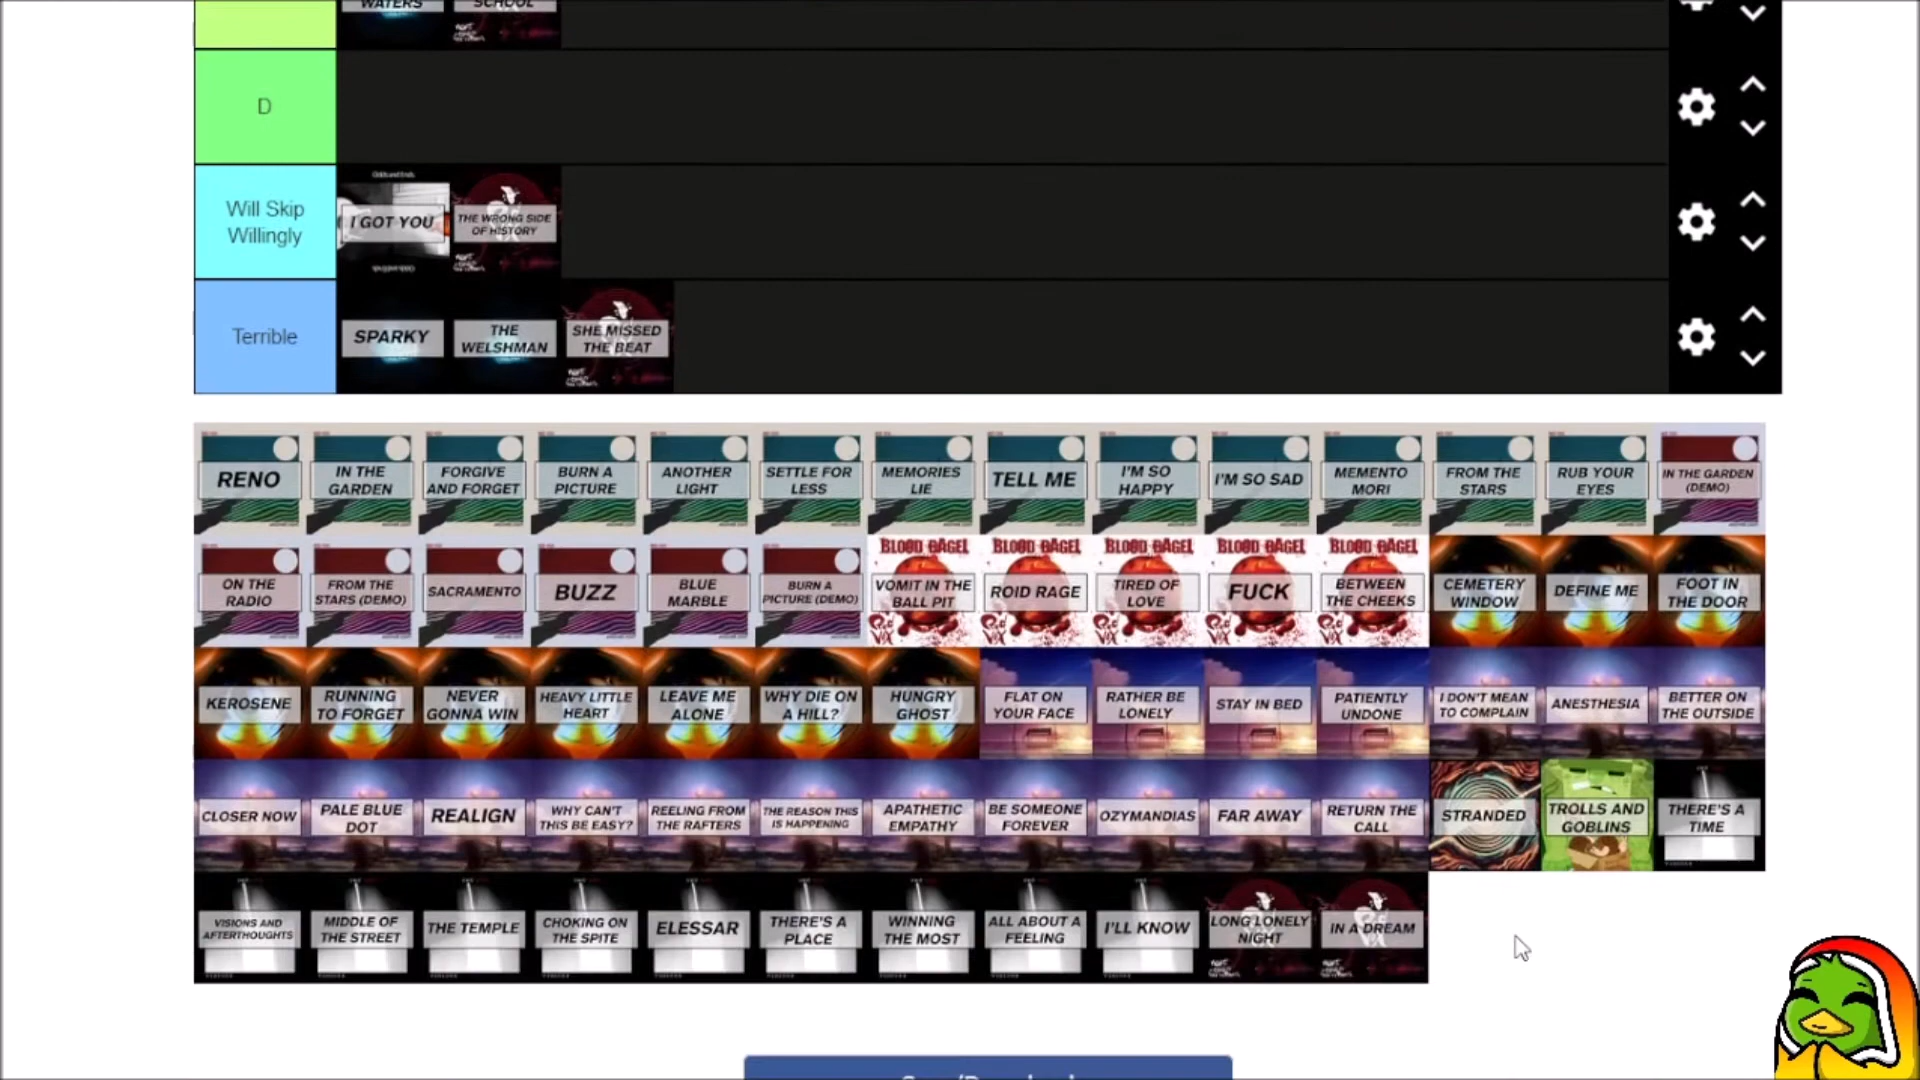 WATERS
SCHOOL
D
Will Skip
Willingly
Odds and Ends
I GOT YOU
THE WRONG SIDE
OF HISTORY
Terrible
SPARKY
THE
WELSHMAN
SHE MISSED
THE BEAT
RENO
IN THE
GARDEN
FORGIVE
AND FORGET
BURN A
PICTURE
ANOTHER
LIGHT
SETTLE FOR
LESS
MEMORIES
LIE
TELL ME
I'M SO
HAPPY
I'M SO SAD
MEMENTO
MORI
FROM THE
STARS
RUB YOUR
EYES
IN THE GARDEN
(DEMO)
ON THE
RADIO
FROM THE
STARS (DEMO)
SACRAMENTO
BUZZ
BLUE
MARBLE
BURN A
PICTURE (DEMO)
BLOOD BAGEL
VOMIT IN THE
BALL PIT
BLOOD BAGEL
ROID RAGE
BLOOD BAGEL
TIRED OF
LOVE
BLOOD BAGEL
FUCK
BLOOD BAGEL
BETWEEN
THE CHEEKS
CEMETERY
WINDOW
DEFINE ME
FOOT IN
THE DOOR
KEROSENE
RUNNING
TO FORGET
NEVER
GONNA WIN
HEAVY LITTLE
HEART
LEAVE ME
ALONE
WHY DIE ON
A HILL?
HUNGRY
GHOST
FLAT ON
YOUR FACE
RATHER BE
LONELY
STAY IN BED
PATIENTLY
UNDONE
I DON'T MEAN
TO COMPLAIN
ANESTHESIA
BETTER ON
THE OUTSIDE
CLOSER NOW
PALE BLUE
DOT
REALIGN
WHY CAN'T
THIS BE EASY?
REELING FROM
THE RAFTERS
THE REASON THIS
IS HAPPENING
APATHETIC
EMPATHY
BE SOMEONE
FOREVER
OZYMANDIAS
FAR AWAY
RETURN THE
CALL
STRANDED
TROLLS AND
GOBLINS
THERE'S A
TIME
VISIONS AND
AFTERTHOUGHTS
MIDDLE OF
THE STREET
THE TEMPLE
CHOKING ON
THE SPITE
ELESSAR
THERE'S A
PLACE
WINNING
THE MOST
ALL ABOUT A
FEELING
I'LL KNOW
LONG LONELY
NIGHT
IN A DREAM